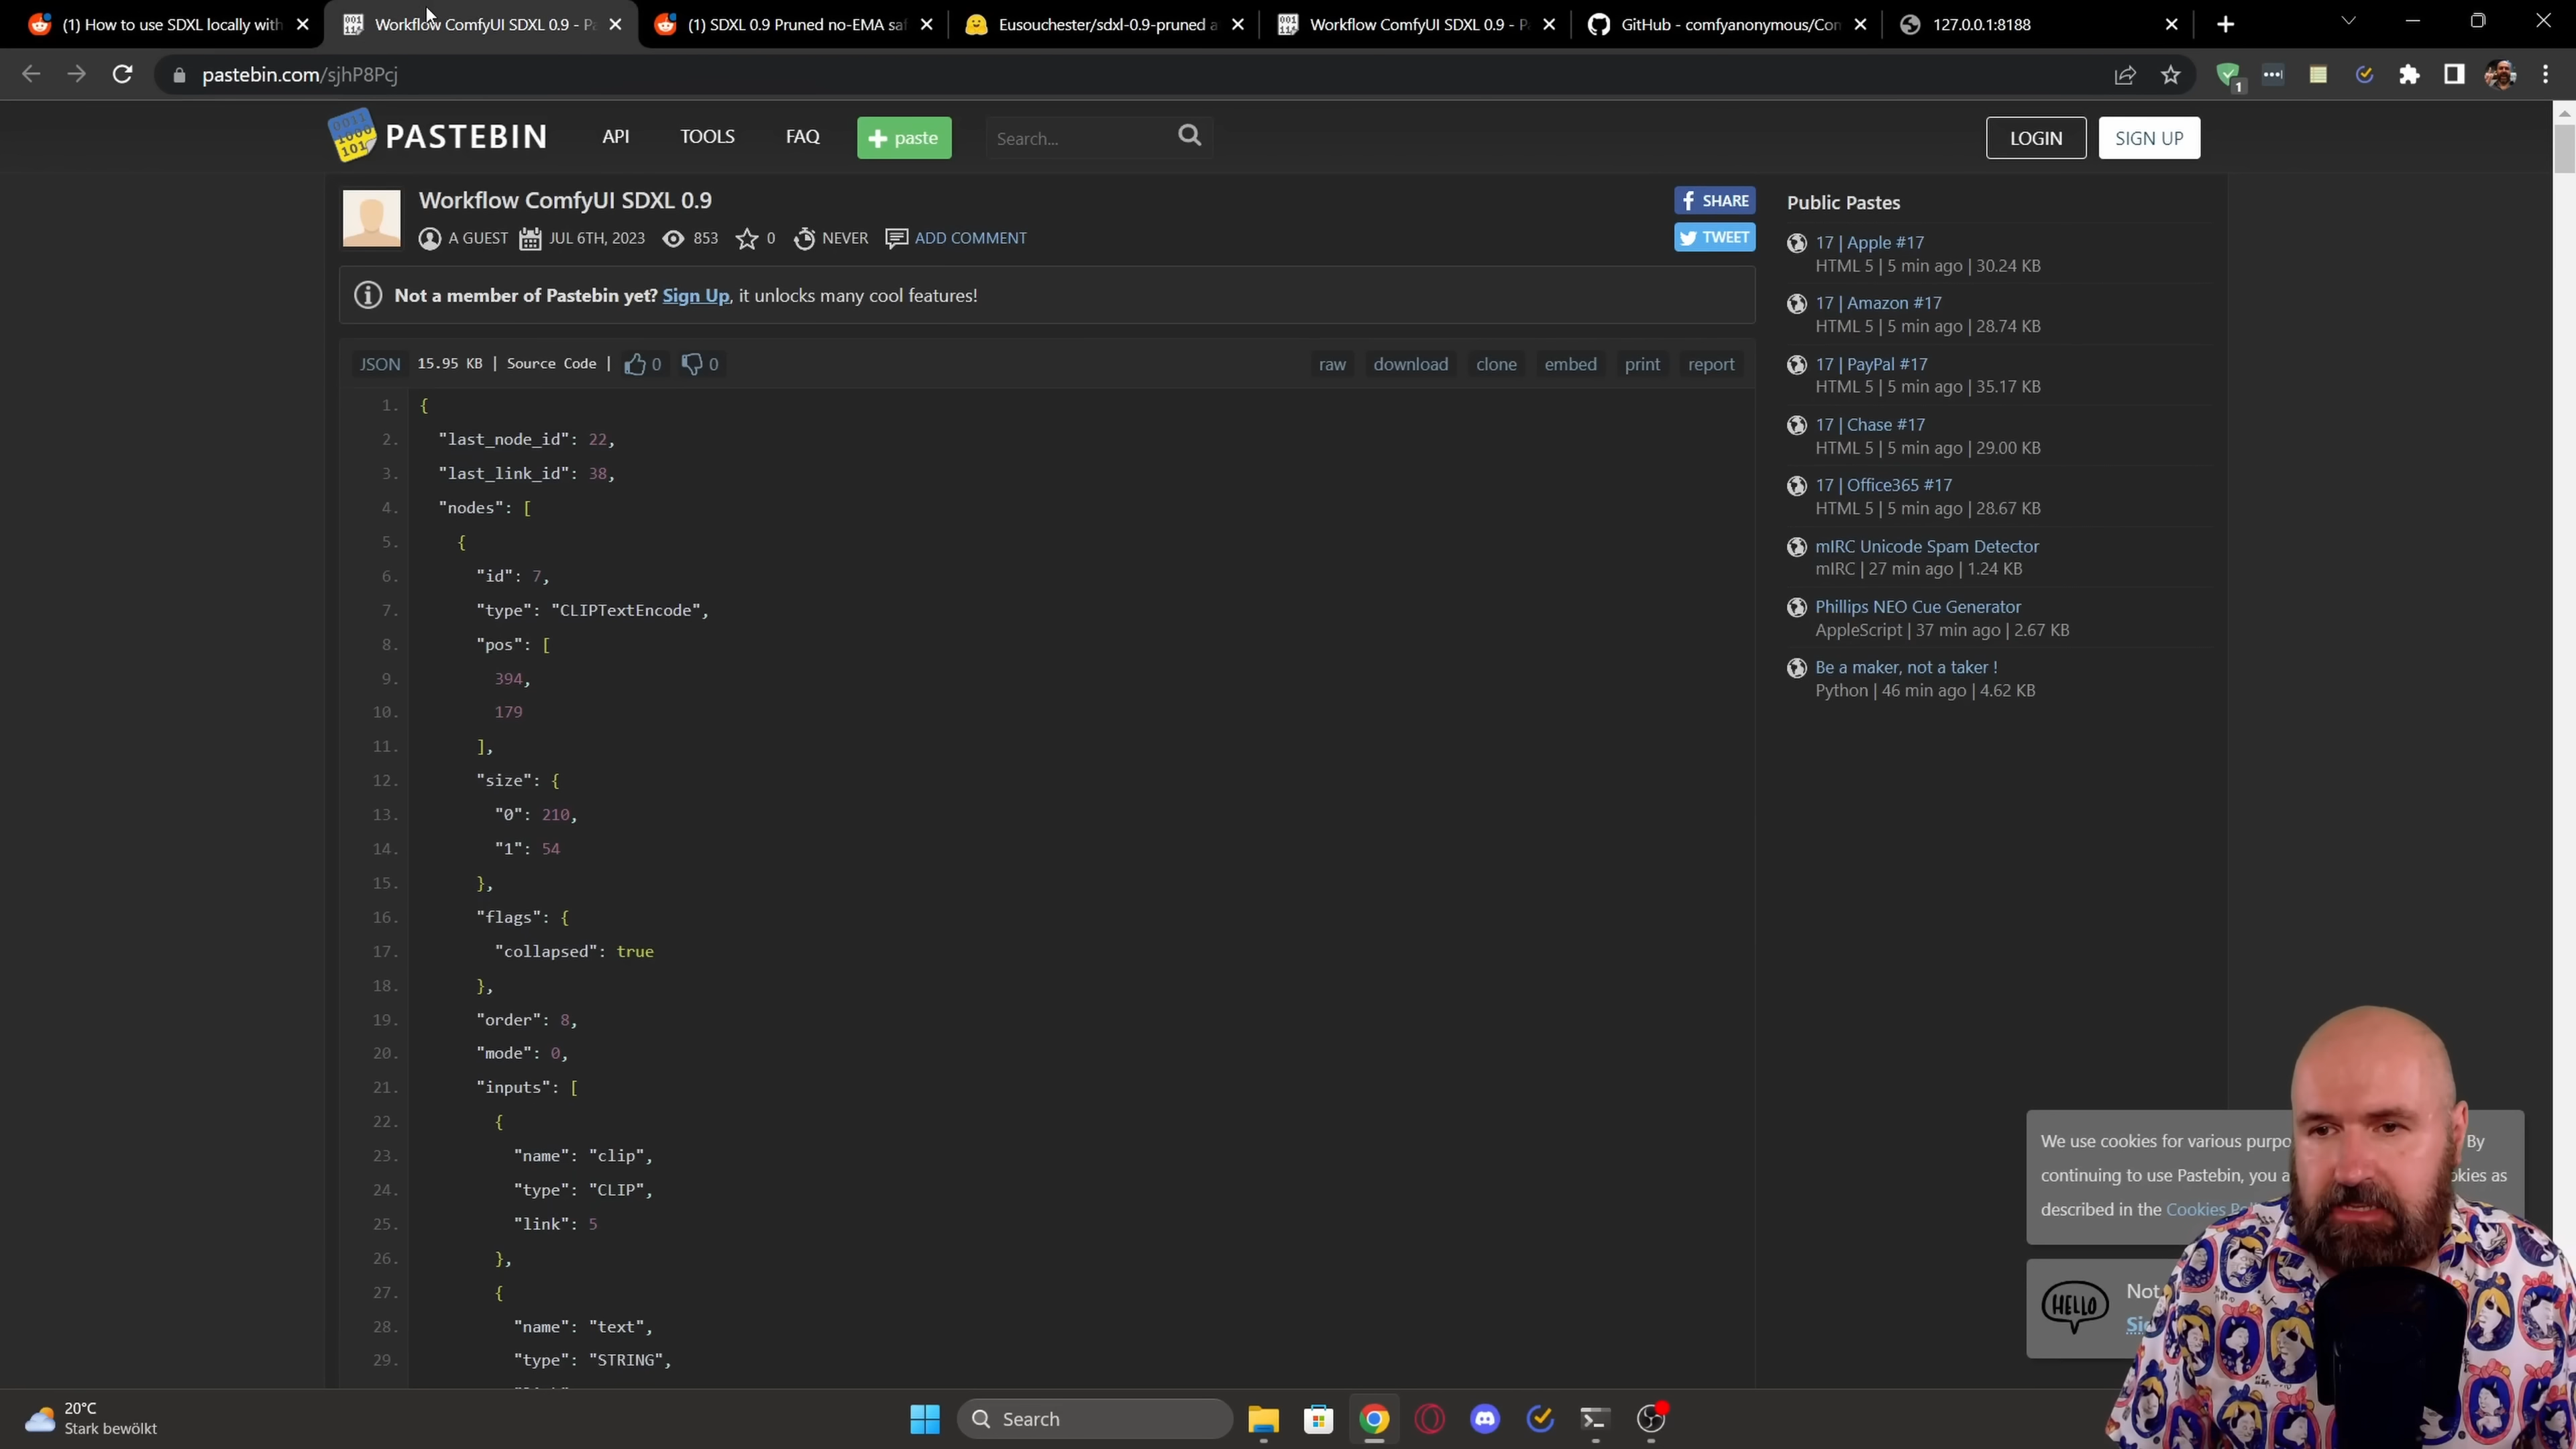 (1) How to use SDXL locally with
Workflow ComfyUI SDXL 0.9 - Pa
(1) SDXL 0.9 Pruned no-EMA saf
Eusouchester/sdxl-0.9-pruned a
Workflow ComfyUI SDXL 0.9 - P
GitHub - comfyanonymous/Con
127.0.0.1:8188
pastebin.com/sjhP8Pcj
1
PASTEBIN
API
TOOLS
FAQ
+ paste
Search...
LOGIN
SIGN UP
Workflow ComfyUI SDXL 0.9
A GUEST JUL 6TH, 2023 853 0 NEVER ADD COMMENT
SHARE
TWEET
Not a member of Pastebin yet? Sign Up, it unlocks many cool features!
JSON 15.95 KB | Source Code | 0 0
raw download clone embed print report
1. {
2. "last_node_id": 22,
3. "last_link_id": 38,
4. "nodes": [
5. {
6. "id": 7,
7. "type": "CLIPTextEncode",
8. "pos": [
9. 394,
10. 179
11. ],
12. "size": {
13. "0": 210,
14. "1": 54
15. },
16. "flags": {
17. "collapsed": true
18. },
19. "order": 8,
20. "mode": 0,
21. "inputs": [
22. {
23. "name": "clip",
24. "type": "CLIP",
25. "link": 5
26. },
27. {
28. "name": "text",
29. "type": "STRING",
Public Pastes
17 | Apple #17
HTML 5 | 5 min ago | 30.24 KB
17 | Amazon #17
HTML 5 | 5 min ago | 28.74 KB
17 | PayPal #17
HTML 5 | 5 min ago | 35.17 KB
17 | Chase #17
HTML 5 | 5 min ago | 29.00 KB
17 | Office365 #17
HTML 5 | 5 min ago | 28.67 KB
mIRC Unicode Spam Detector
mIRC | 27 min ago | 1.24 KB
Phillips NEO Cue Generator
AppleScript | 37 min ago | 2.67 KB
Be a maker, not a taker !
Python | 46 min ago | 4.62 KB
We use cookies for various purpo By
continuing to use Pastebin, you a okies as
described in the Cookies Pol
HELLO
Not
Sig
20°C
Stark bewölkt
Search